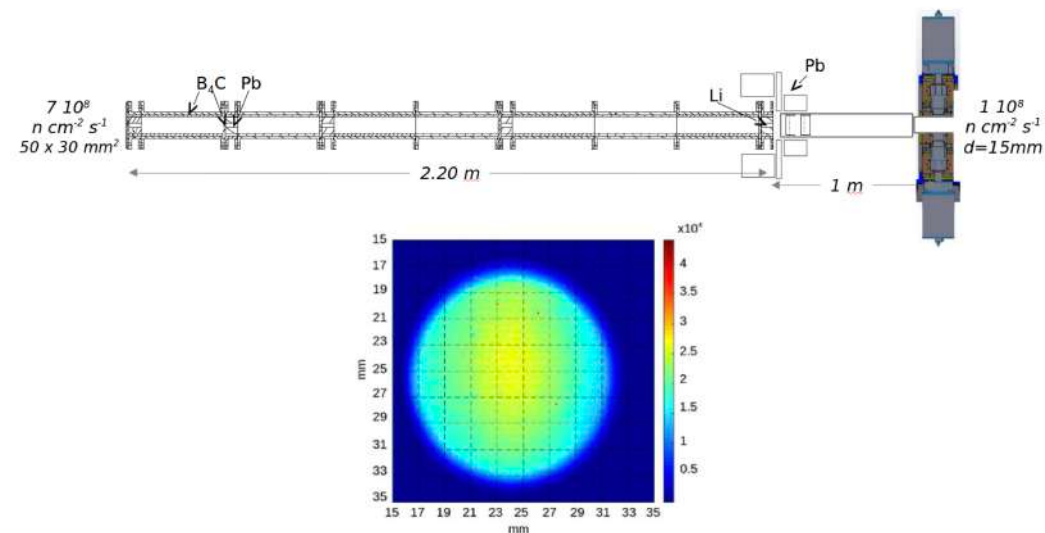 B₄C
Pb
Pb
Li
7 10⁸
n cm⁻² s⁻¹
50 x 30 mm²
1 10⁸
n cm⁻² s⁻¹
d=15mm
2.20 m
1 m
x10⁴
15
17
19
21
23
25
27
29
31
33
35
mm
15 17 19 21 23 25 27 29 31 33 35
mm
4
3.5
3
2.5
2
1.5
1
0.5